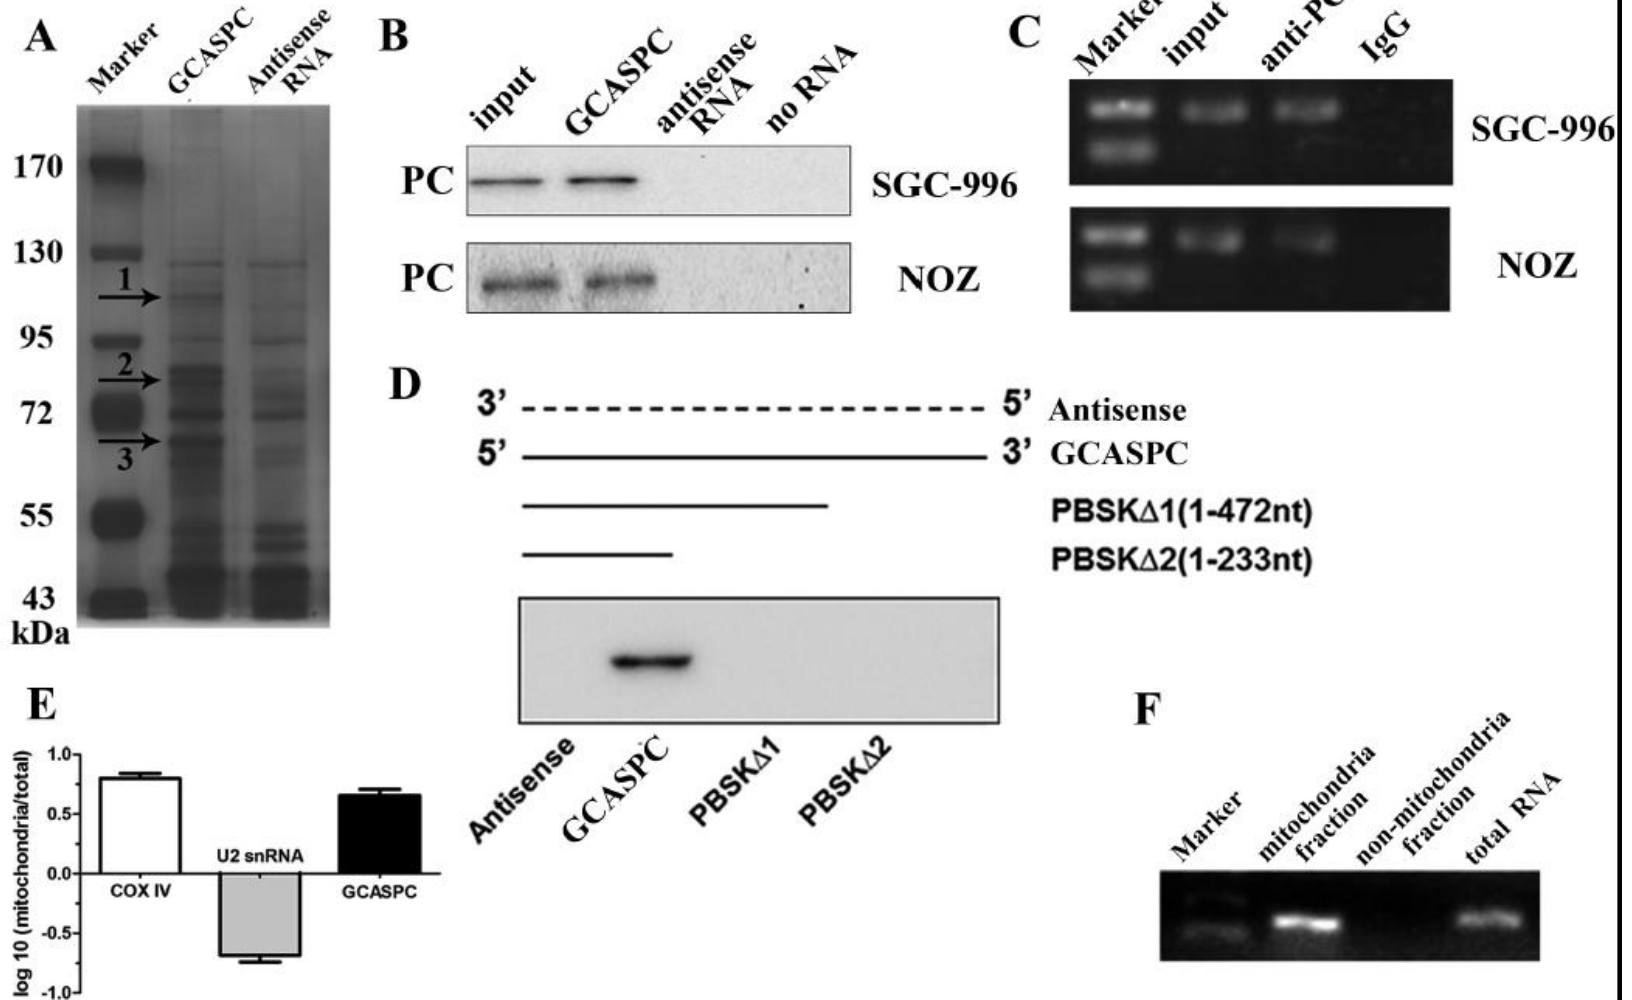 A
Marker
GCASPC
Antisense
RNA
170
130
1
95
2
72
3
55
43
kDa
B
input
GCASPC
antisense
RNA
no RNA
PC
SGC-996
PC
NOZ
C
Marker
input
anti-PC
IgG
SGC-996
NOZ
D
3’ 5’ Antisense
5’ 3’ GCASPC
PBSKΔ1(1-472nt)
PBSKΔ2(1-233nt)
Antisense
GCASPC
PBSKΔ1
PBSKΔ2
E
log 10 (mitochondria/total)
1.0
0.5
0.0
-0.5
-1.0
COX IV
U2 snRNA
GCASPC
F
Marker
mitochondria
fraction
non-mitochondria
fraction
total RNA